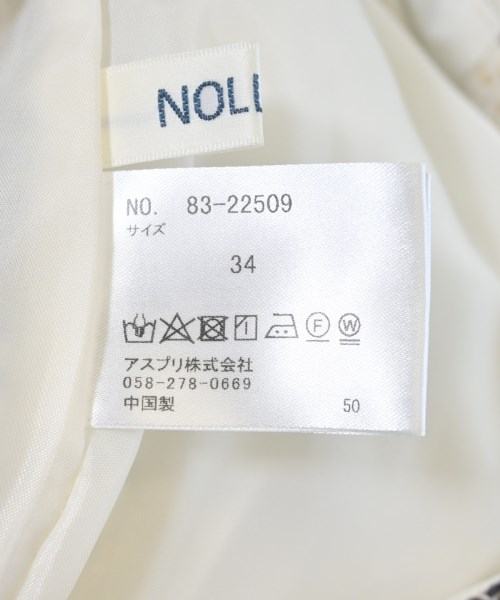 NOLL
NO. 83-22509
サイズ
34
F W
アスプリ株式会社
058-278-0669
中国製 50